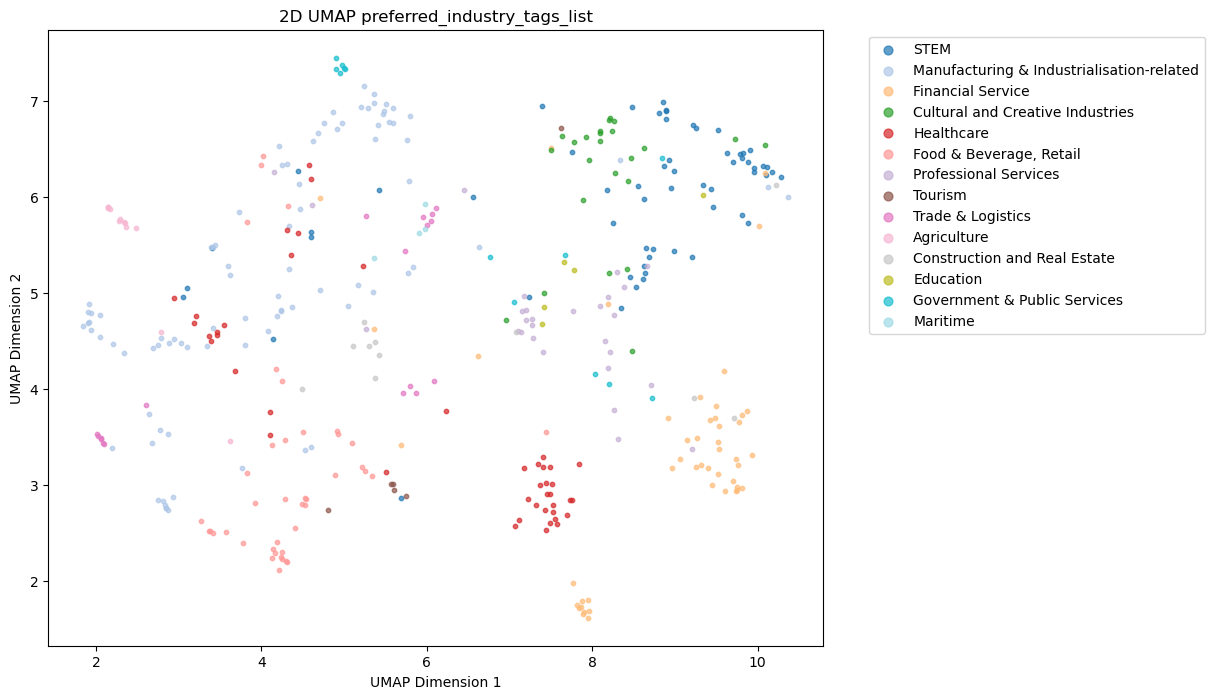 2D UMAP preferred_industry_tags_list
7
6
5
4
3
2
UMAP Dimension 2
2
4
6
8
10
UMAP Dimension 1
STEM
Manufacturing & Industrialisation-related
Financial Service
Cultural and Creative Industries
Healthcare
Food & Beverage, Retail
Professional Services
Tourism
Trade & Logistics
Agriculture
Construction and Real Estate
Education
Government & Public Services
Maritime